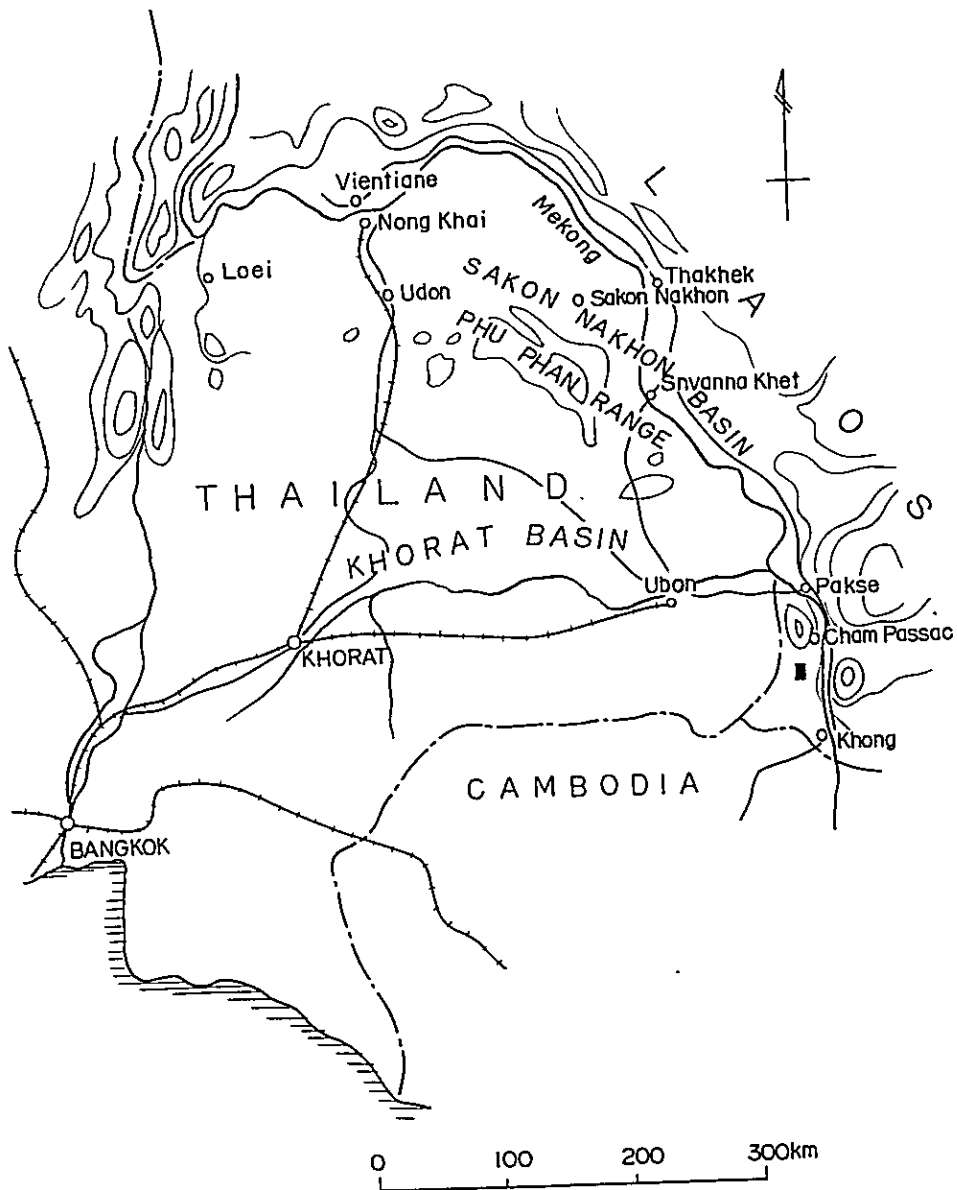 Vientiane
Nong Khai
Loei
Udon
Mekong
LAOS
Thakhek
SAKON NAKHON BASIN
Sakon Nakhon
PHU PHAN RANGE
Snvanna Khet
THAILAND
KHORAT BASIN
Ubon
Pakse
Cham Passac
KHORAT
Khong
CAMBODIA
BANGKOK
0 100 200 300km